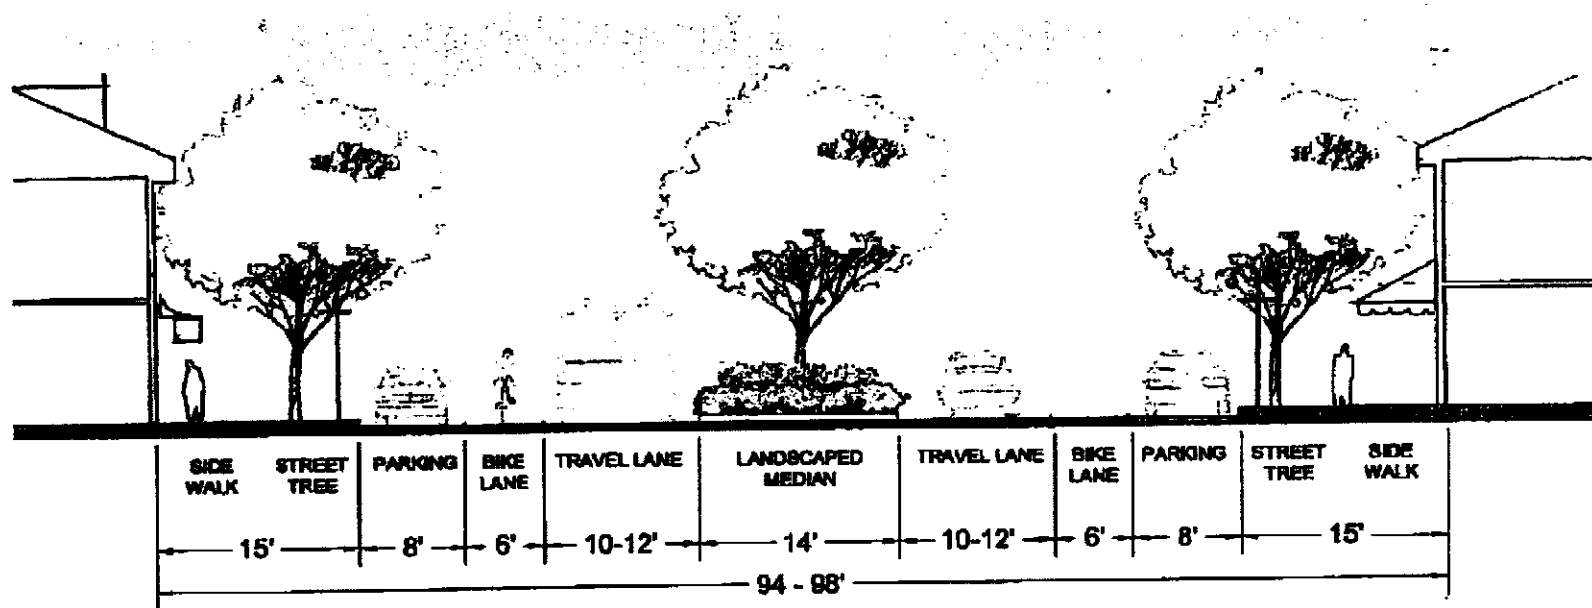 SIDE STREET PARKING BIKE TRAVEL LANE LANDSCAPED TRAVEL LANE BIKE PARKING STREET SIDE
WALK TREE LANE MEDIAN LANE TREE WALK
15' 8' 6' 10-12' 14' 10-12' 6' 8' 15'
94 - 98'